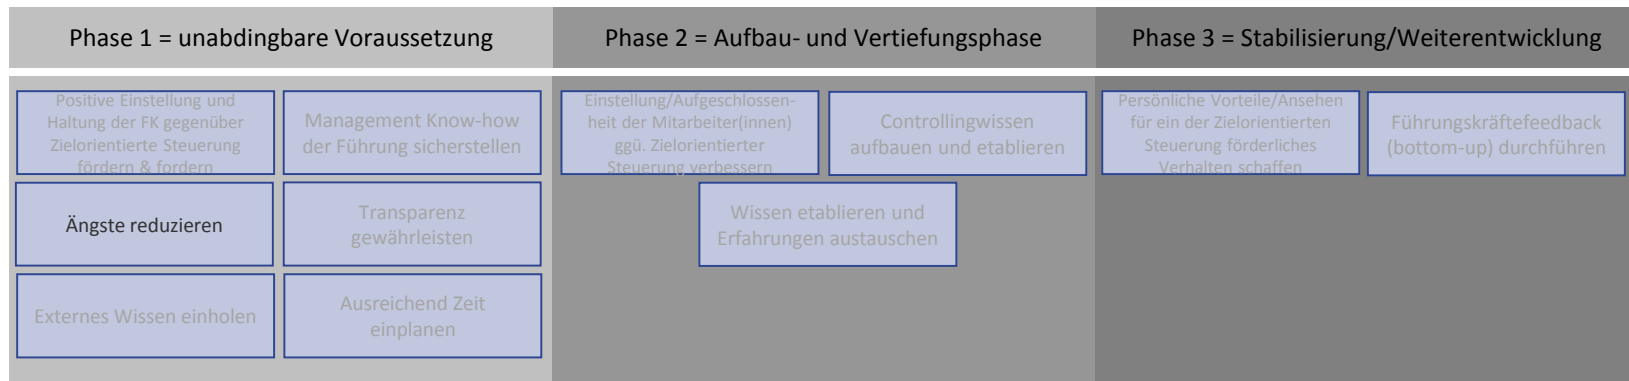 Phase 1 = unabdingbare Voraussetzung
Phase 2 = Aufbau- und Vertiefungsphase
Phase 3 = Stabilisierung/Weiterentwicklung
Positive Einstellung und
Haltung der FK gegenüber
Zielorientierte Steuerung
fördern & fordern
Management Know-how
der Führung sicherstellen
Ängste reduzieren
Transparenz
gewährleisten
Externes Wissen einholen
Ausreichend Zeit
einplanen
Einstellung/Aufgeschlossen-
heit der Mitarbeiter(innen)
ggü. Zielorientierter
Steuerung verbessern
Controllingwissen
aufbauen und etablieren
Wissen etablieren und
Erfahrungen austauschen
Persönliche Vorteile/Ansehen
für ein der Zielorientierten
Steuerung förderliches
Verhalten schaffen
Führungskräftefeedback
(bottom-up) durchführen